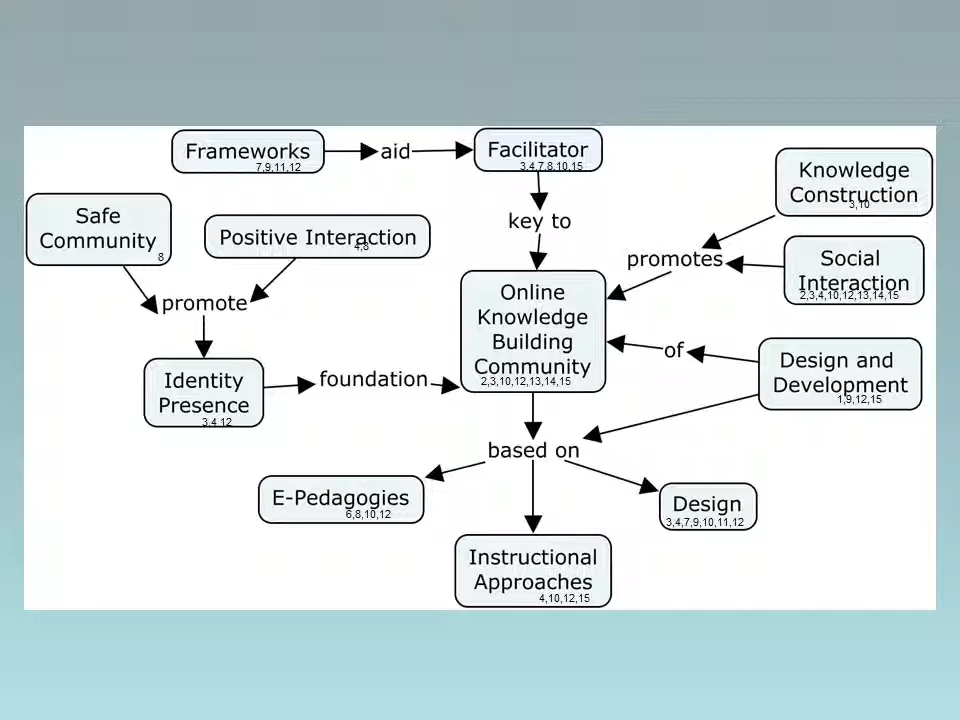 Frameworks
7,9,11,12
aid
Facilitator
3,4,7,8,10,15
Knowledge
Construction
3,10
Safe
Community
8
Positive Interaction
4,8
key to
promotes
Social
Interaction
2,3,4,10,12,13,14,15
promote
Online
Knowledge
Building
Community
2,3,10,12,13,14,15
of
Design and
Development
1,9,12,15
Identity
Presence
3,4 12
foundation
based on
E-Pedagogies
6,8,10,12
Design
3,4,7,9,10,11,12
Instructional
Approaches
4,10,12,15